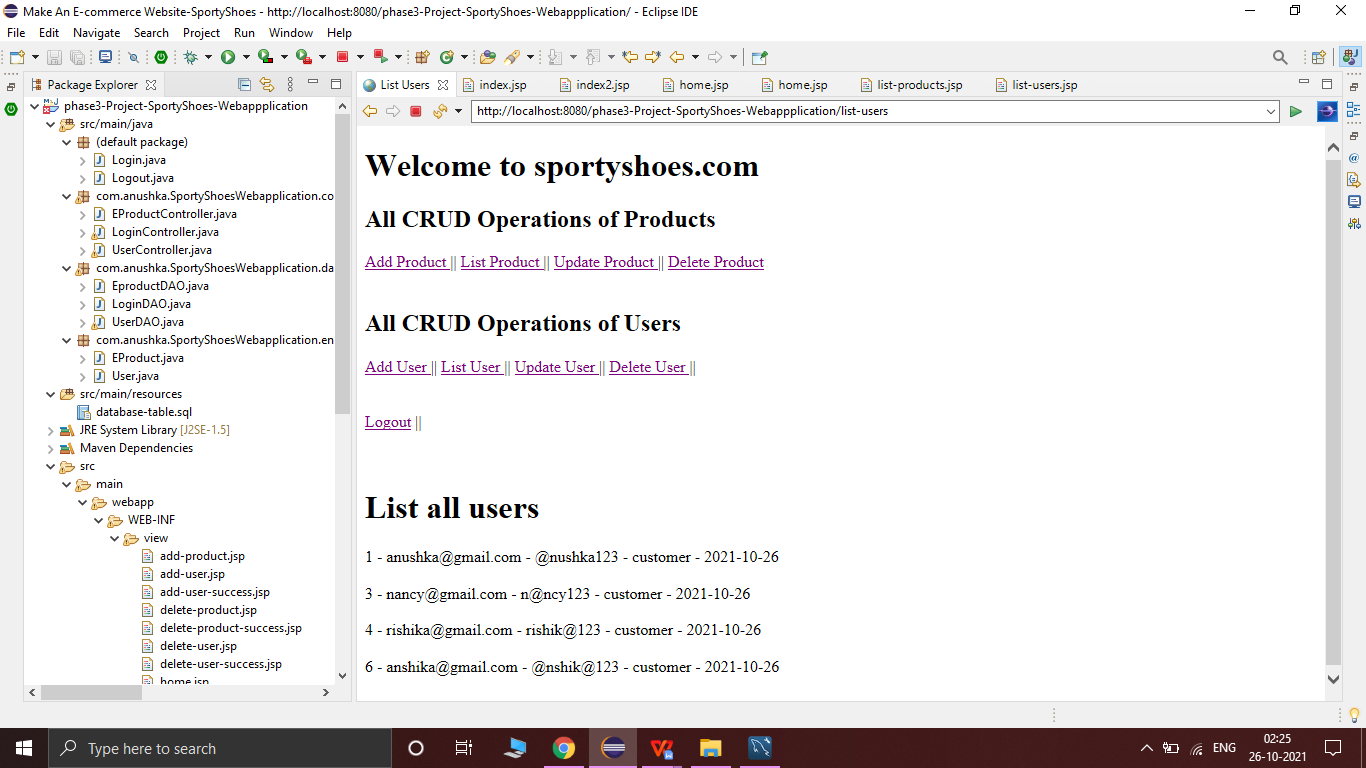 Make An E-commerce Website-SportyShoes - http://localhost:8080/phase3-Project-SportyShoes-Webappplication/ - Eclipse IDE
File Edit Navigate Search Project Run Window Help
Package Explorer
phase3-Project-SportyShoes-Webappplication
src/main/java
(default package)
Login.java
Logout.java
com.anushka.SportyShoesWebapplication.co
EProductController.java
LoginController.java
UserController.java
com.anushka.SportyShoesWebapplication.da
EproductDAO.java
LoginDAO.java
UserDAO.java
com.anushka.SportyShoesWebapplication.en
EProduct.java
User.java
src/main/resources
database-table.sql
JRE System Library [J2SE-1.5]
Maven Dependencies
src
main
webapp
WEB-INF
view
add-product.jsp
add-user.jsp
add-user-success.jsp
delete-product.jsp
delete-product-success.jsp
delete-user.jsp
delete-user-success.jsp
home.jsp
List Users index.jsp index2.jsp home.jsp home.jsp list-products.jsp list-users.jsp
http://localhost:8080/phase3-Project-SportyShoes-Webappplication/list-users
Welcome to sportyshoes.com
All CRUD Operations of Products
Add Product || List Product || Update Product || Delete Product
All CRUD Operations of Users
Add User || List User || Update User || Delete User ||
Logout ||
List all users
1 - anushka@gmail.com - @nushka123 - customer - 2021-10-26
3 - nancy@gmail.com - n@ncy123 - customer - 2021-10-26
4 - rishika@gmail.com - rishik@123 - customer - 2021-10-26
6 - anshika@gmail.com - @nshik@123 - customer - 2021-10-26
Type here to search
ENG
02:25
26-10-2021